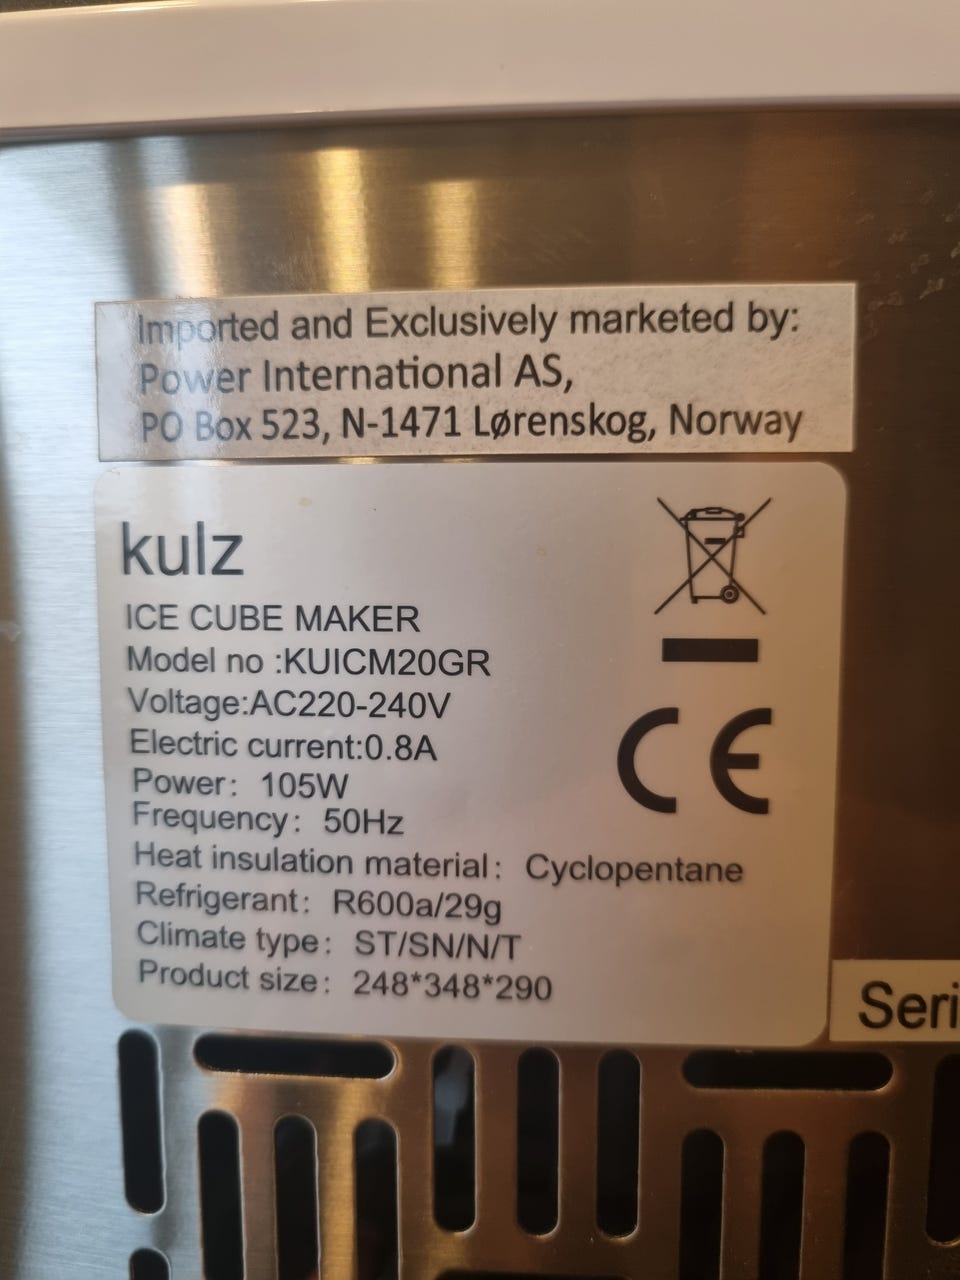 Imported and Exclusively marketed by:
Power International AS,
PO Box 523, N-1471 Lørenskog, Norway
kulz
ICE CUBE MAKER
Model no :KUICM20GR
Voltage:AC220-240V
Electric current:0.8A
Power: 105W
Frequency: 50Hz
Heat insulation material: Cyclopentane
Refrigerant: R600a/29g
Climate type: ST/SN/N/T
Product size: 248*348*290
CE
Seri